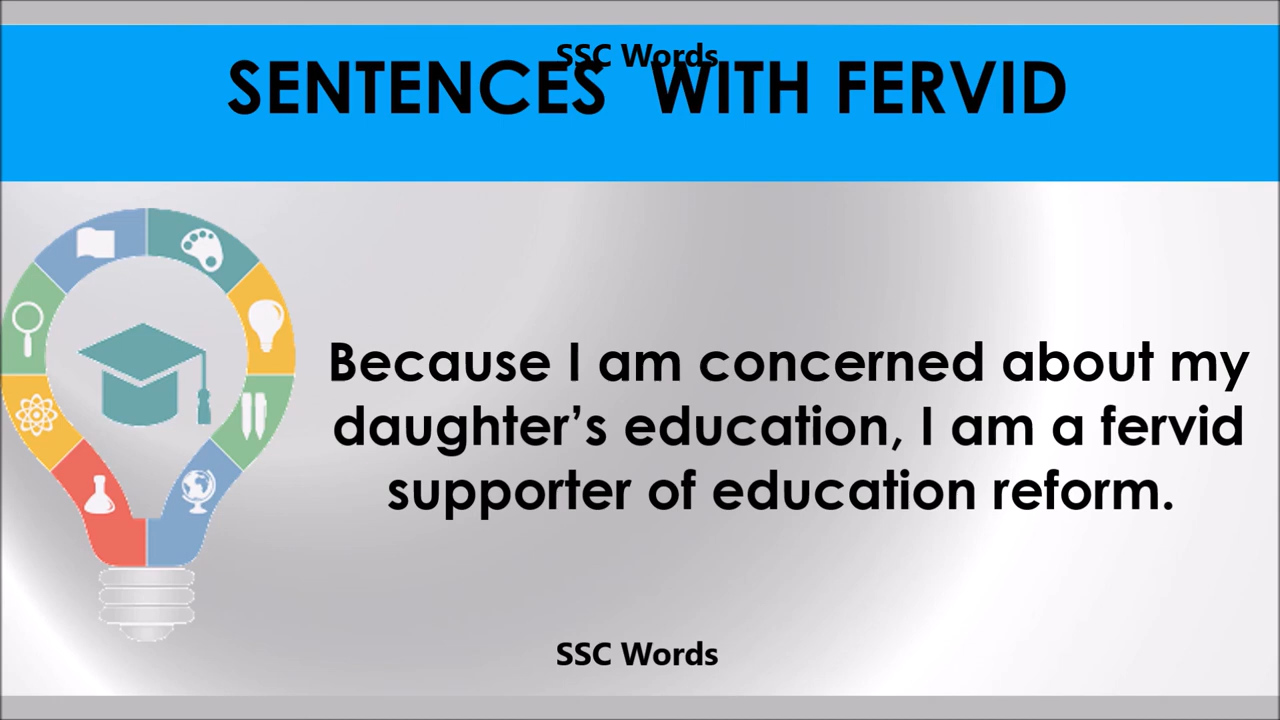 SSC Words
SENTENCES WITH FERVID
Because I am concerned about my
daughter’s education, I am a fervid
supporter of education reform.
SSC Words